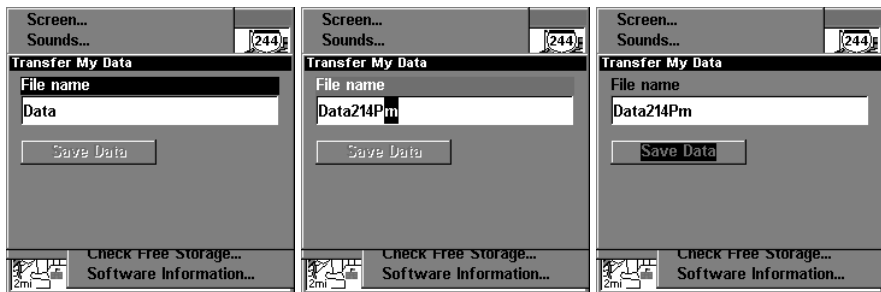 Screen...
Sounds...
244
Transfer My Data
File name
Data
Save Data
Check Free Storage...
Software Information...
2mi
Screen...
Sounds...
244
Transfer My Data
File name
Data214Pm
Save Data
Check Free Storage...
Software Information...
2mi
Screen...
Sounds...
244
Transfer My Data
File name
Data214Pm
Save Data
Check Free Storage...
Software Information...
2mi